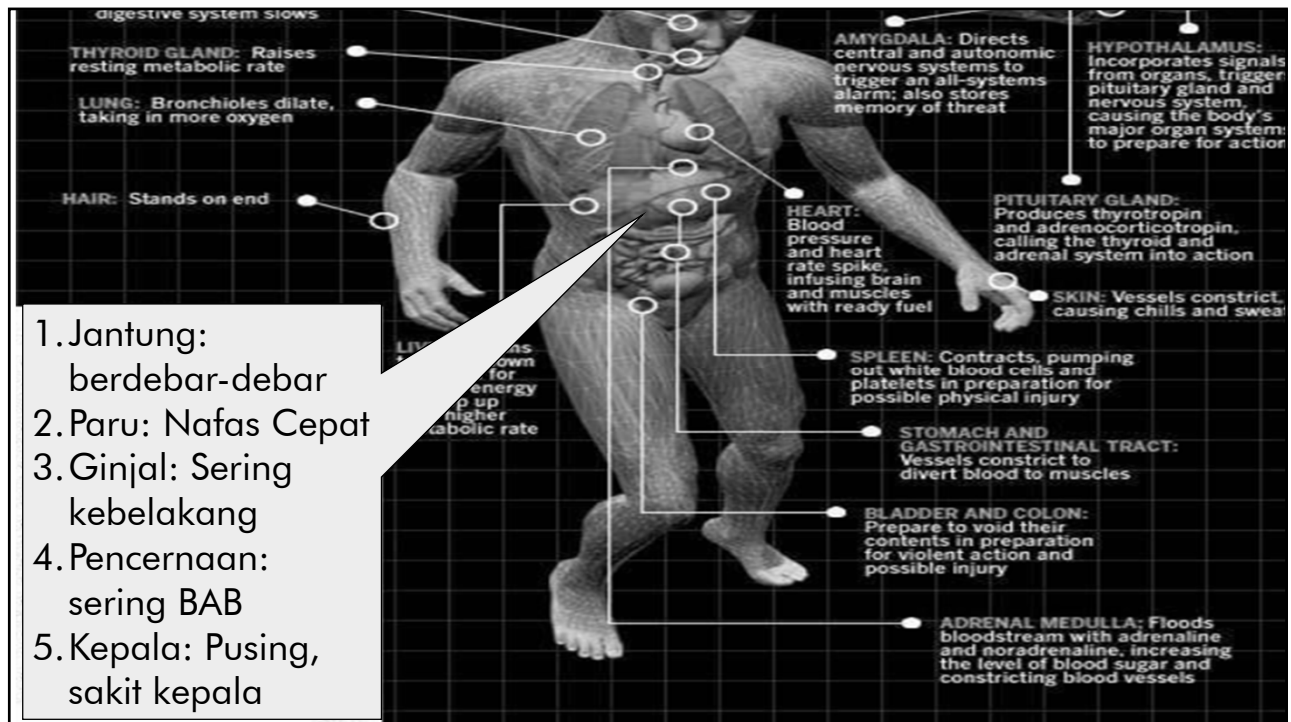 digestive system slows
THYROID GLAND: Raises
resting metabolic rate
LUNG: Bronchioles dilate,
taking in more oxygen
HAIR: Stands on end
AMYGDALA: Directs
central and autonomic
nervous systems to
trigger an all-systems
alarm; also stores
memory of threat
HYPOTHALAMUS:
Incorporates signals
from organs, trigger
pituitary gland and
nervous system,
causing the body's
major organ system
to prepare for action
HEART:
Blood
pressure
and heart
rate spike,
infusing brain
and muscles
with ready fuel
PITUITARY GLAND:
Produces thyrotropin
and adrenocorticotropin,
calling the thyroid and
adrenal system into action
SKIN: Vessels constrict,
causing chills and
for
energy
up
higher
rate
SPLEEN: Contracts, pumping
out white blood cells and
platelets in preparation for
possible physical injury
STOMACH AND
GASTROINTESTINAL TRACT:
Vessels constrict to
divert blood to muscles
BLADDER AND COLON:
Prepare to void their
contents in preparation
for violent action and
possible injury
ADRENAL MEDULLA: Floods
bloodstream with adrenaline
and noradrenaline, increasing
the level of blood sugar and
constricting blood vessels
1. Jantung:
berdebar-debar
2. Paru: Nafas Cepat
3. Ginjal: Sering
kebelakang
4. Pencernaan:
sering BAB
5. Kepala: Pusing,
sakit kepala